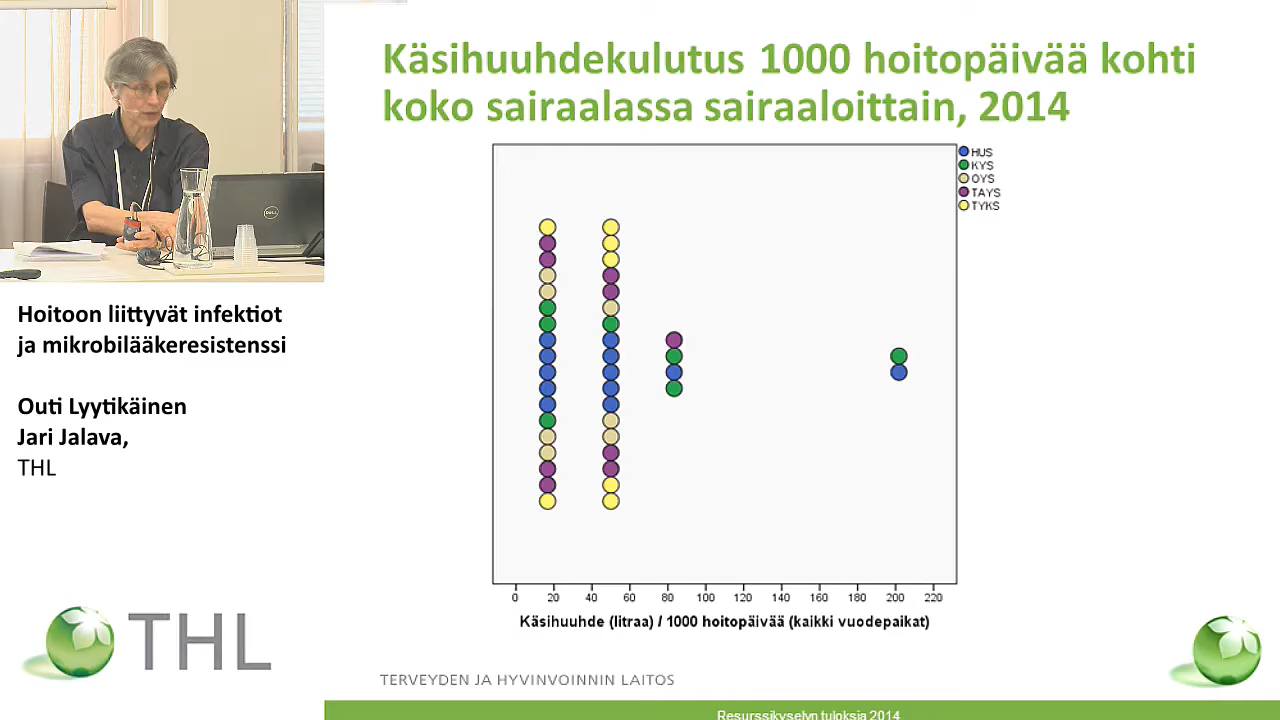 Käsihuuhdekulutus 1000 hoitopäivää kohti
koko sairaalassa sairaaloittain, 2014
HUS
KYS
OYS
TAYS
TYKS
DELL
Hoitoon liittyvät infektiot
ja mikrobilääkeresistenssi
Outi Lyytikäinen
Jari Jalava,
THL
0 20 40 60 80 100 120 140 160 180 200 220
Käsihuuhde (litraa) / 1000 hoitopäivää (kaikki vuodepaikat)
THL
TERVEYDEN JA HYVINVOINNIN LAITOS
Resurssikyselyn tuloksia 2014